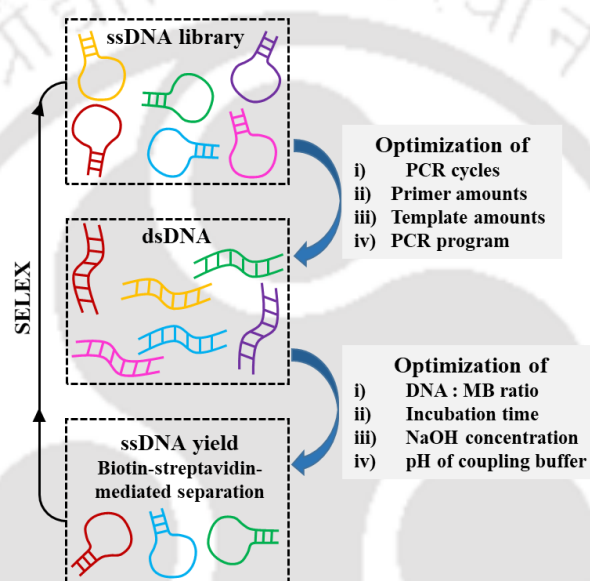 ssDNA library
Optimization of
i) PCR cycles
ii) Primer amounts
iii) Template amounts
iv) PCR program
dsDNA
SELEX
Optimization of
i) DNA : MB ratio
ii) Incubation time
iii) NaOH concentration
iv) pH of coupling buffer
ssDNA yield
Biotin-streptavidin-
mediated separation